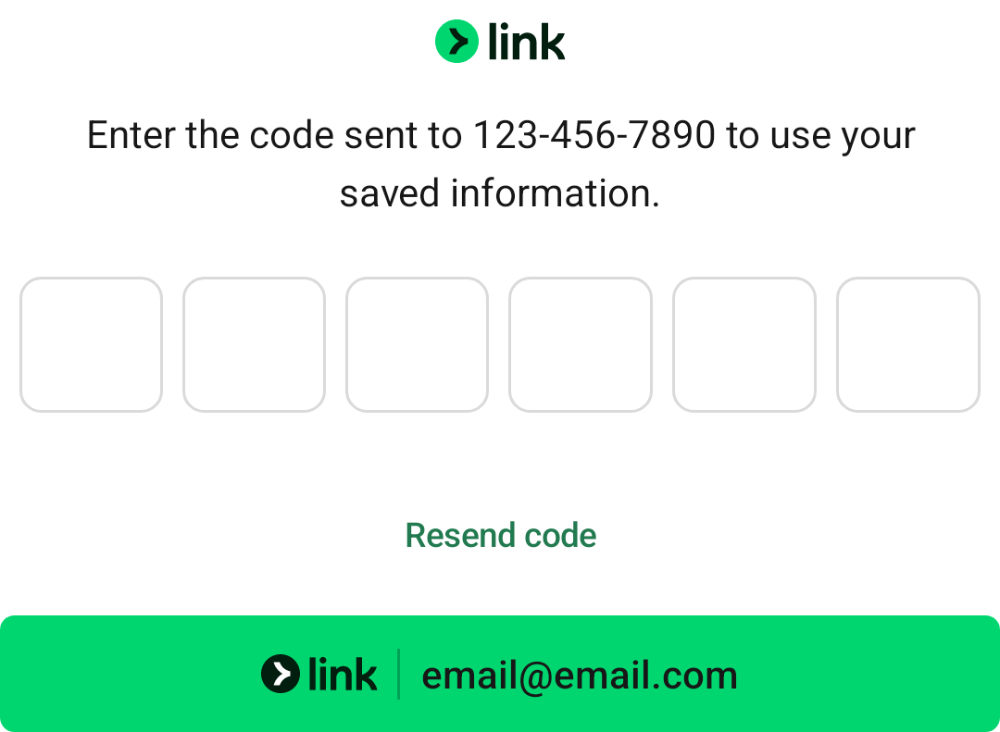 link
Enter the code sent to 123-456-7890 to use your
saved information.
Resend code
link | email@email.com